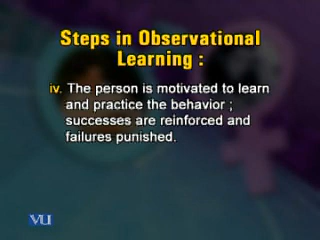 Steps in Observational
Learning :
iv. The person is motivated to learn
and practice the behavior ;
successes are reinforced and
failures punished.
VU